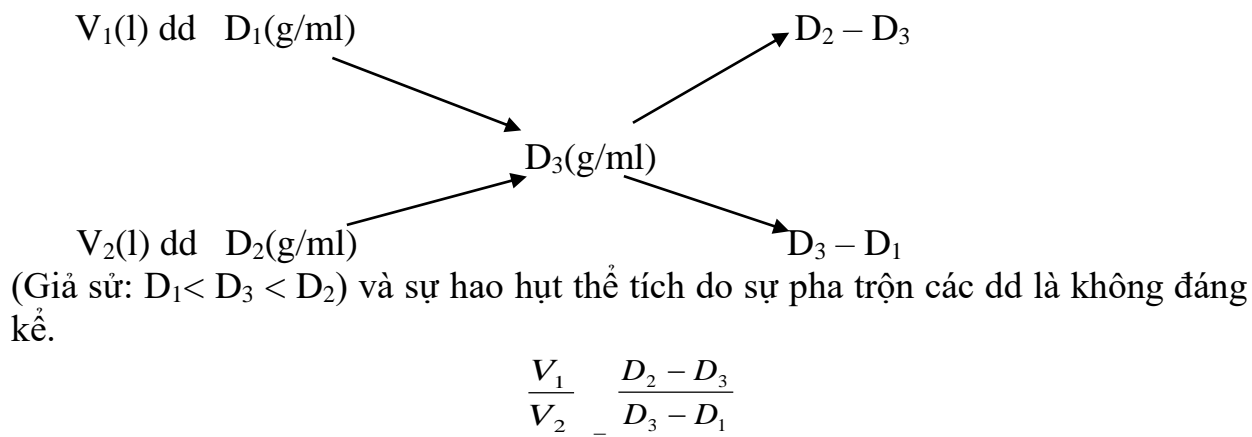 V₁(l) dd D₁(g/ml) D₂ – D₃
D₃(g/ml)
V₂(l) dd D₂(g/ml) D₃ – D₁
(Giả sử: D₁< D₃ < D₂) và sự hao hụt thể tích do sự pha trộn các dd là không đáng
kể.
V₁ D₂ – D₃
V₂ = D₃ – D₁